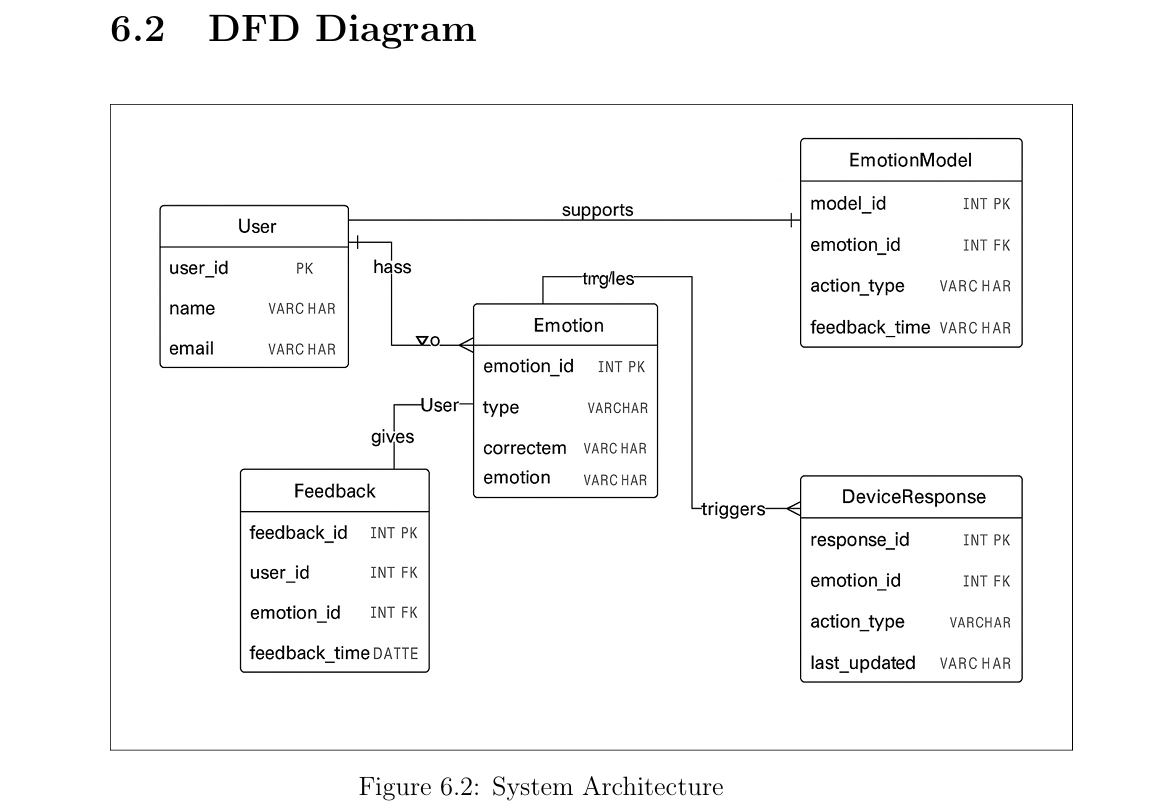 6.2 DFD Diagram
EmotionModel
model_id INT PK
emotion_id INT FK
action_type VARCHAR
feedback_time VARCHAR
supports
User
user_id PK
name VARCHAR
email VARCHAR
hass
Emotion
emotion_id INT PK
type VARCHAR
correctem VARCHAR
emotion VARCHAR
User
gives
Feedback
feedback_id INT PK
user_id INT FK
emotion_id INT FK
feedback_time DATTE
triggers
DeviceResponse
response_id INT PK
emotion_id INT FK
action_type VARCHAR
last_updated VARCHAR
Figure 6.2: System Architecture